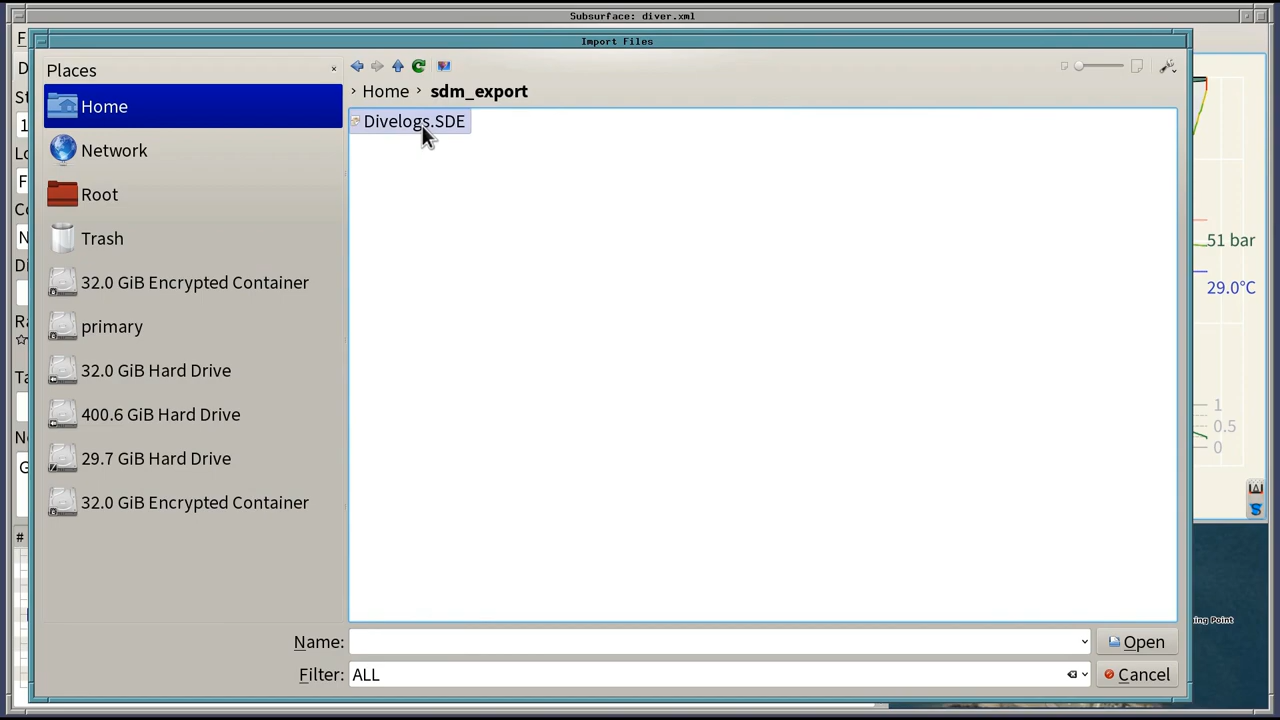 Subsurface: diver.xml
Import Files
Places
Home
Network
Root
Trash
32.0 GiB Encrypted Container
primary
32.0 GiB Hard Drive
400.6 GiB Hard Drive
29.7 GiB Hard Drive
32.0 GiB Encrypted Container
Home sdm_export
Divelogs.SDE
Name:
Open
Filter: ALL
Cancel
51 bar
29.0°C
1
0.5
0
#